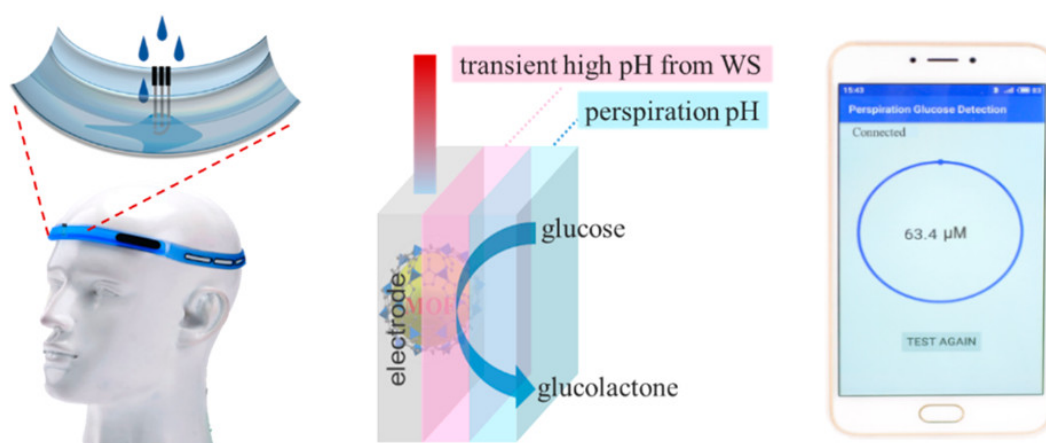 transient high pH from WS
perspiration pH
glucose
MOF
electrode
glucolactone
15:43
Perspiration Glucose Detection
Connected
63.4 μM
TEST AGAIN